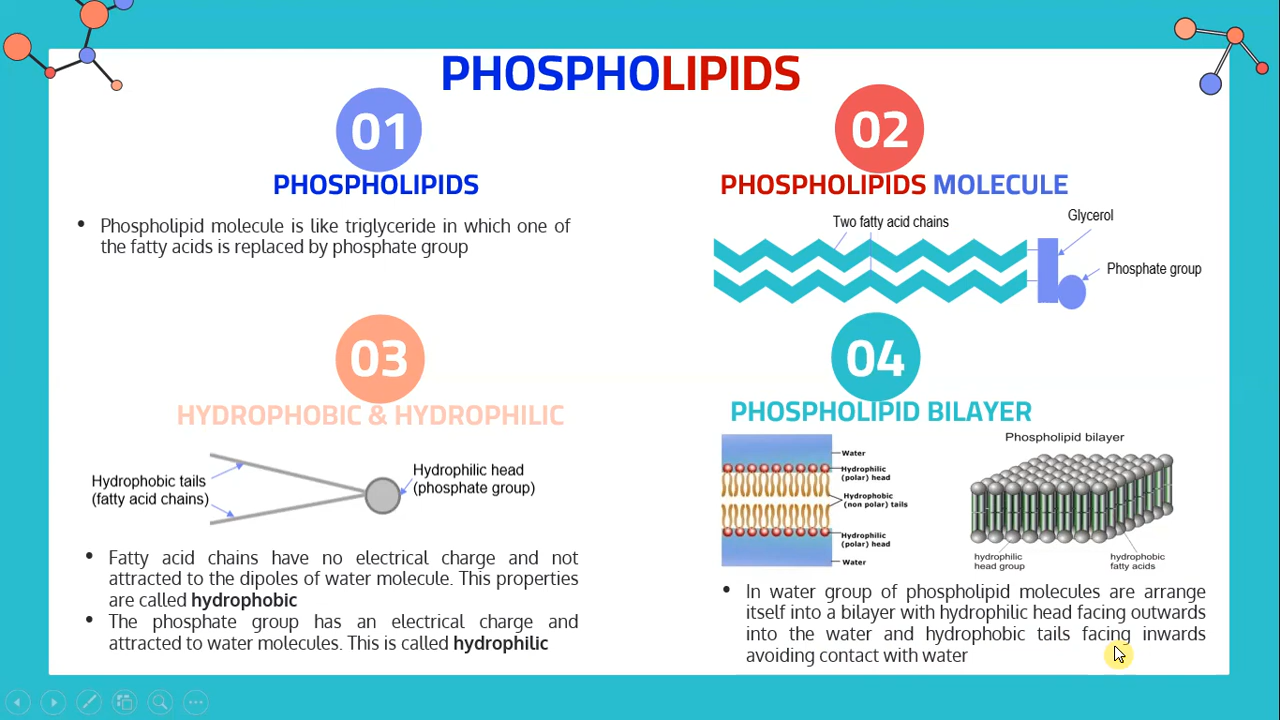 PHOSPHOLIPIDS
01
PHOSPHOLIPIDS
• Phospholipid molecule is like triglyceride in which one of
the fatty acids is replaced by phosphate group
02
PHOSPHOLIPIDS MOLECULE
Two fatty acid chains
Glycerol
Phosphate group
03
HYDROPHOBIC & HYDROPHILIC
Hydrophobic tails
(fatty acid chains)
Hydrophilic head
(phosphate group)
• Fatty acid chains have no electrical charge and not
attracted to the dipoles of water molecule. This properties
are called hydrophobic
• The phosphate group has an electrical charge and
attracted to water molecules. This is called hydrophilic
04
PHOSPHOLIPID BILAYER
Water
Hydrophilic
(polar) head
Hydrophobic
(non polar) tails
Hydrophilic
(polar) head
Water
Phospholipid bilayer
hydrophilic
head group
hydrophobic
fatty acids
• In water group of phospholipid molecules are arrange
itself into a bilayer with hydrophilic head facing outwards
into the water and hydrophobic tails facing inwards
avoiding contact with water